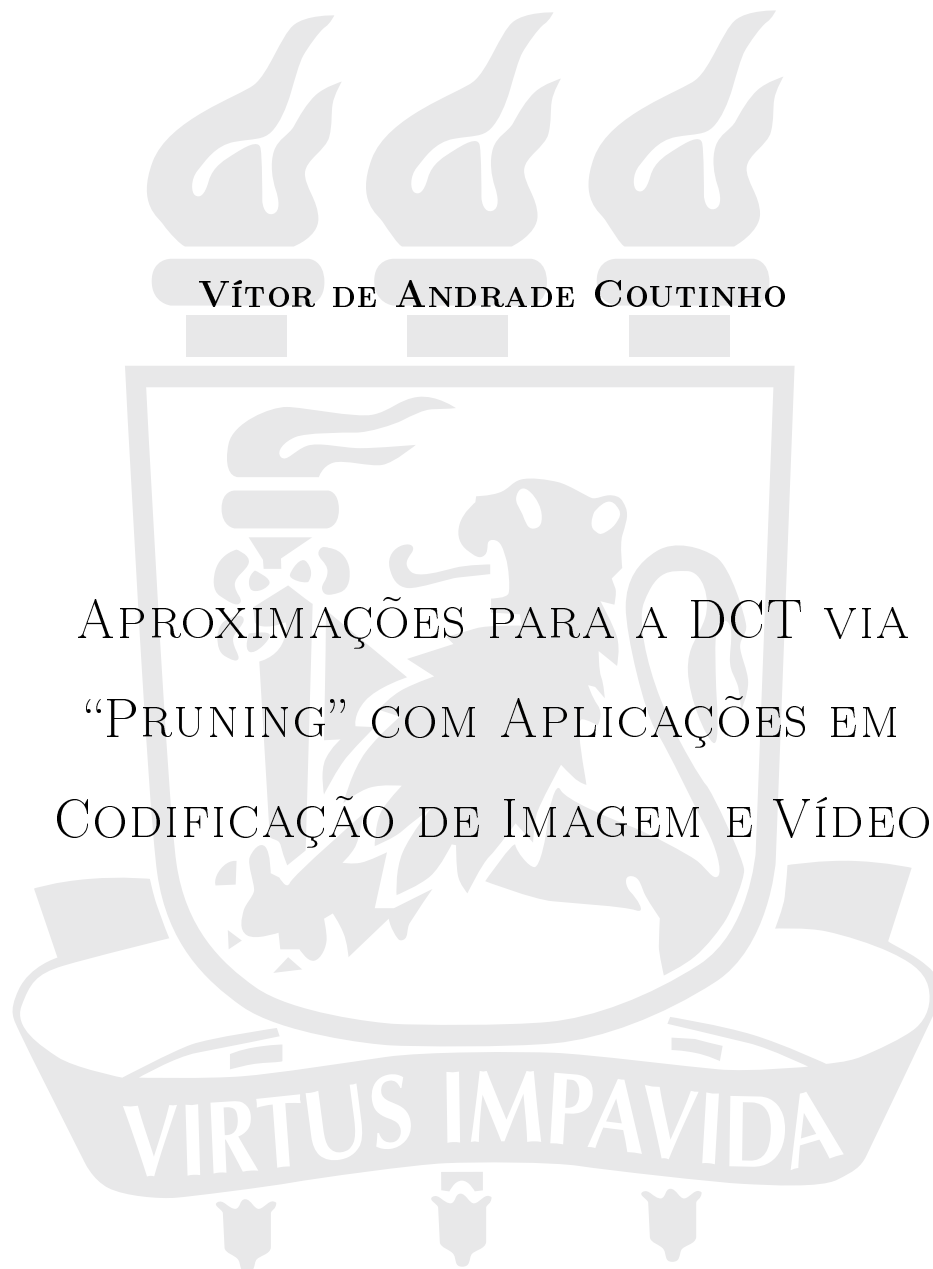 Vítor de Andrade Coutinho
Aproximações para a DCT via
“Pruning” com Aplicações em
Codificação de Imagem e Vídeo
VIRTUS IMPAVIDA